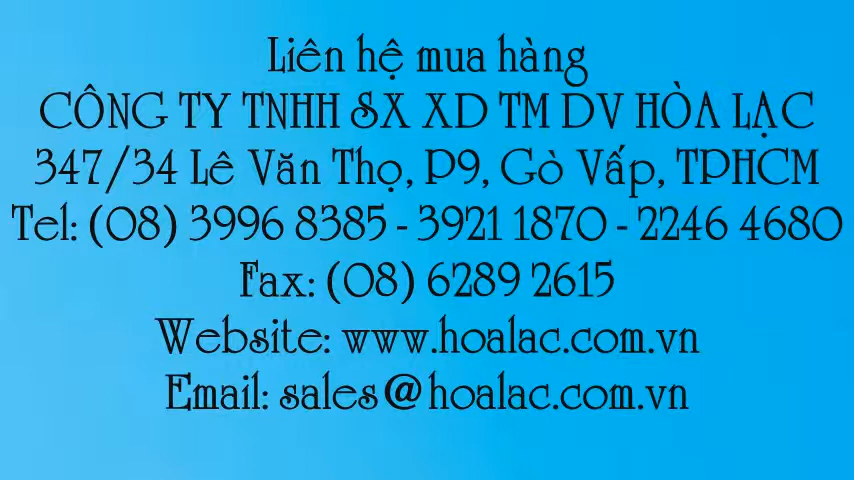 Liên hệ mua hàng
CÔNG TY TNHH SX XD TM DV HÒA LẠC
347/34 Lê Văn Thọ, P9, Gò Vấp, TPHCM
Tel: (08) 3996 8385 - 3921 1870 - 2246 4680
Fax: (08) 6289 2615
Website: www.hoalac.com.vn
Email: sales@hoalac.com.vn